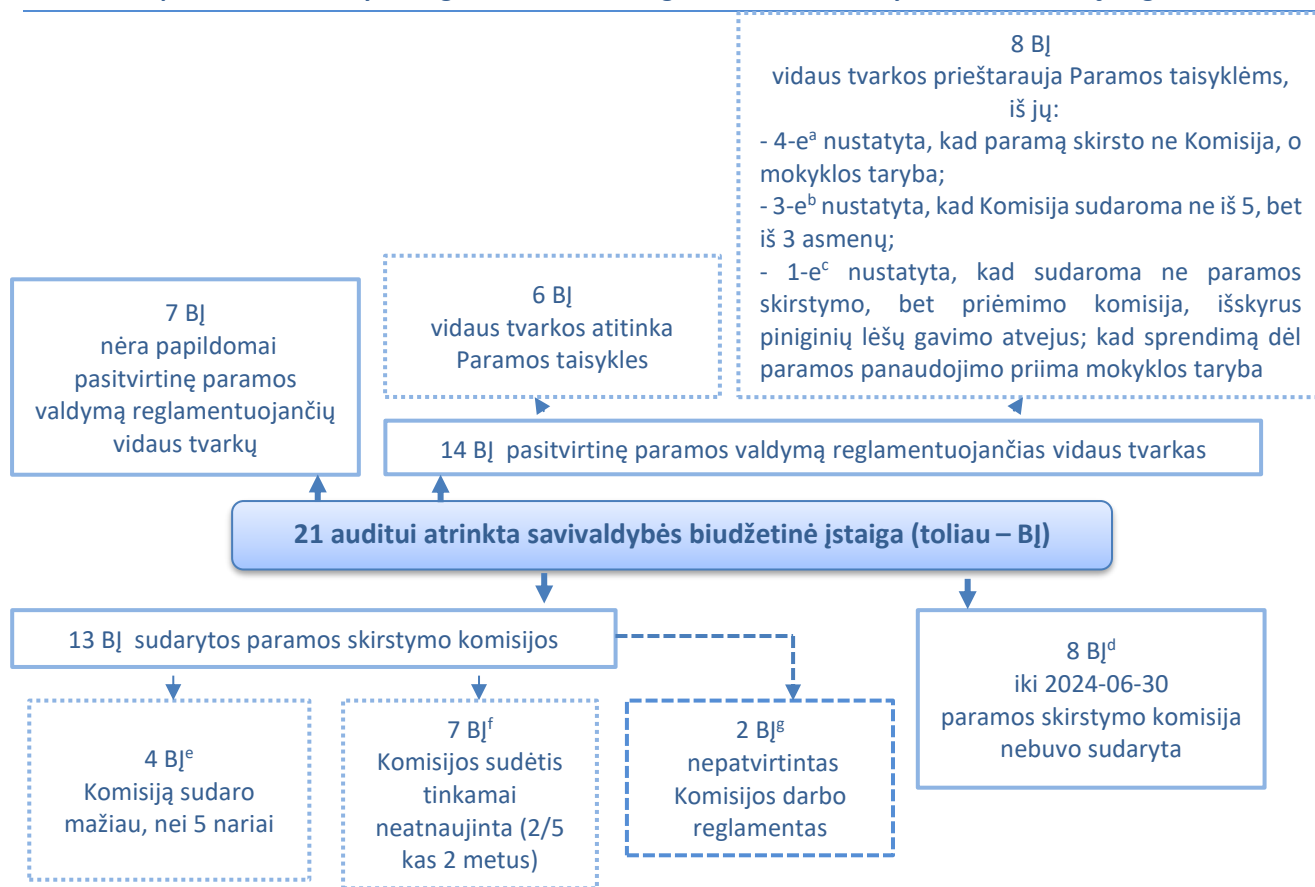 8 BĮ
vidaus tvarkos prieštarauja Paramos taisyklėms,
iš jų:
- 4-eᵃ nustatyta, kad paramą skirsto ne Komisija, o
mokyklos taryba;
- 3-eᵇ nustatyta, kad Komisija sudaroma ne iš 5, bet
iš 3 asmenų;
- 1-eᶜ nustatyta, kad sudaroma ne paramos
skirstymo, bet priėmimo komisija, išskyrus
piniginių lėšų gavimo atvejus; kad sprendimą dėl
paramos panaudojimo priima mokyklos taryba
7 BĮ
nėra papildomai
pasitvirtinę paramos
valdymą reglamentuojančių
vidaus tvarkų
6 BĮ
vidaus tvarkos atitinka
Paramos taisykles
14 BĮ pasitvirtinę paramos valdymą reglamentuojančias vidaus tvarkas
21 auditui atrinkta savivaldybės biudžetinė įstaiga (toliau – BĮ)
13 BĮ sudarytos paramos skirstymo komisijos
8 BĮᵈ
iki 2024-06-30
paramos skirstymo komisija
nebuvo sudaryta
4 BĮᵉ
Komisiją sudaro
mažiau, nei 5 nariai
7 BĮᶠ
Komisijos sudėtis
tinkamai
neatnaujinta (2/5
kas 2 metus)
2 BĮᵍ
nepatvirtintas
Komisijos darbo
reglamentas